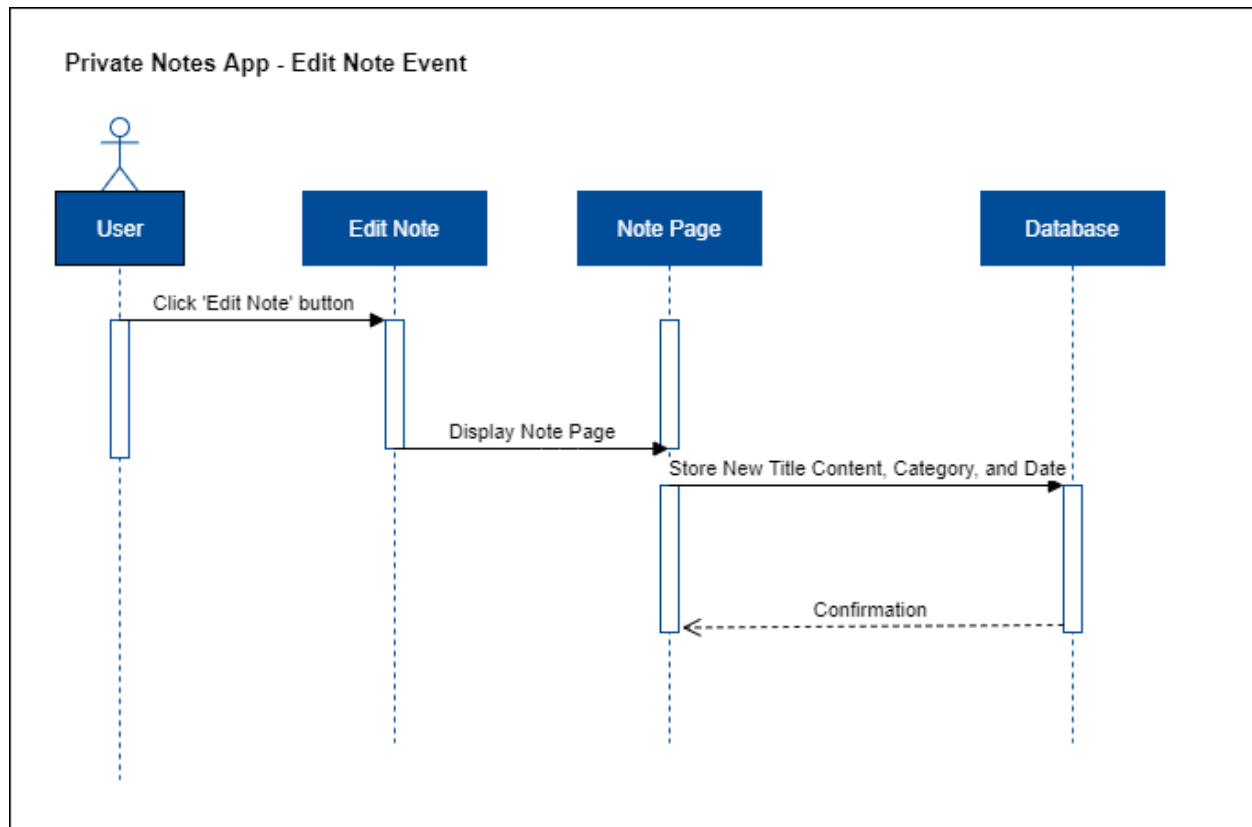 Private Notes App - Edit Note Event
User
Edit Note
Note Page
Database
Click 'Edit Note' button
Display Note Page
Store New Title Content, Category, and Date
Confirmation